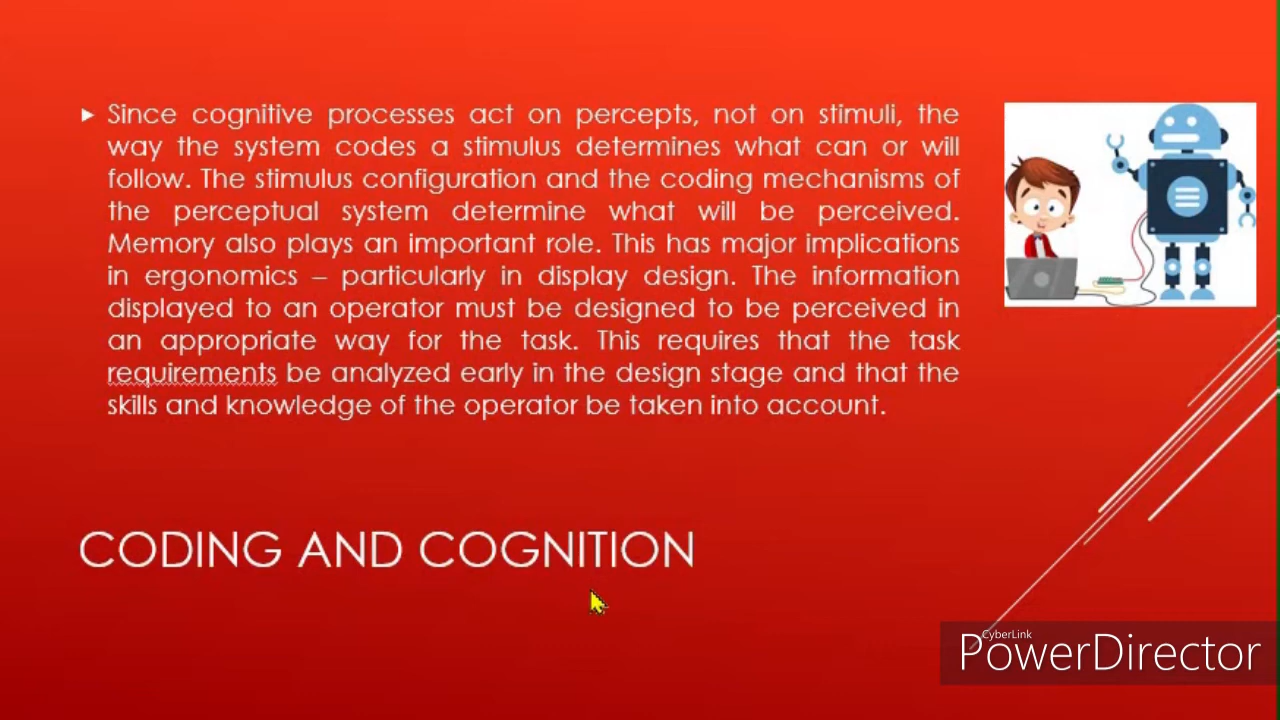 Since cognitive processes act on percepts, not on stimuli, the
way the system codes a stimulus determines what can or will
follow. The stimulus configuration and the coding mechanisms of
the perceptual system determine what will be perceived.
Memory also plays an important role. This has major implications
in ergonomics – particularly in display design. The information
displayed to an operator must be designed to be perceived in
an appropriate way for the task. This requires that the task
requirements be analyzed early in the design stage and that the
skills and knowledge of the operator be taken into account.
CODING AND COGNITION
CyberLink
PowerDirector